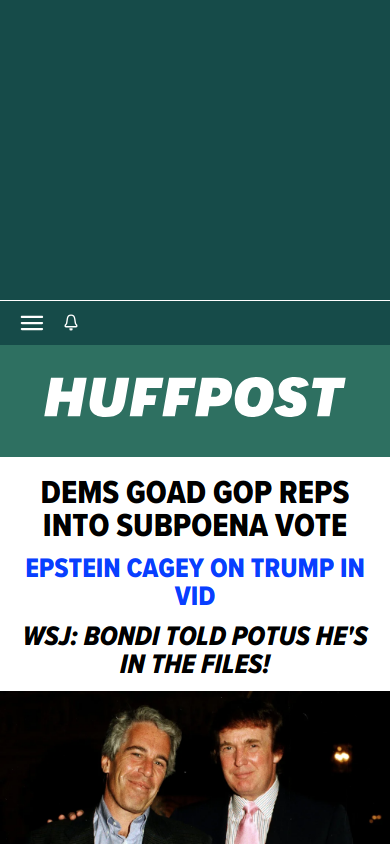 HUFFPOST
DEMS GOAD GOP REPS
INTO SUBPOENA VOTE
EPSTEIN CAGEY ON TRUMP IN
VID
WSJ: BONDI TOLD POTUS HE'S
IN THE FILES!